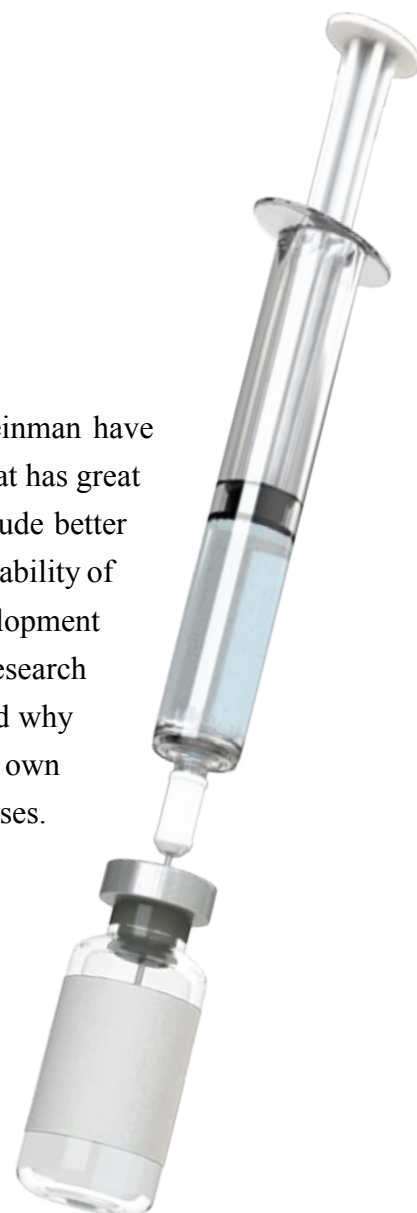 einman have
at has great
ude better
ability of
lopment
esearch
d why
own
ses.